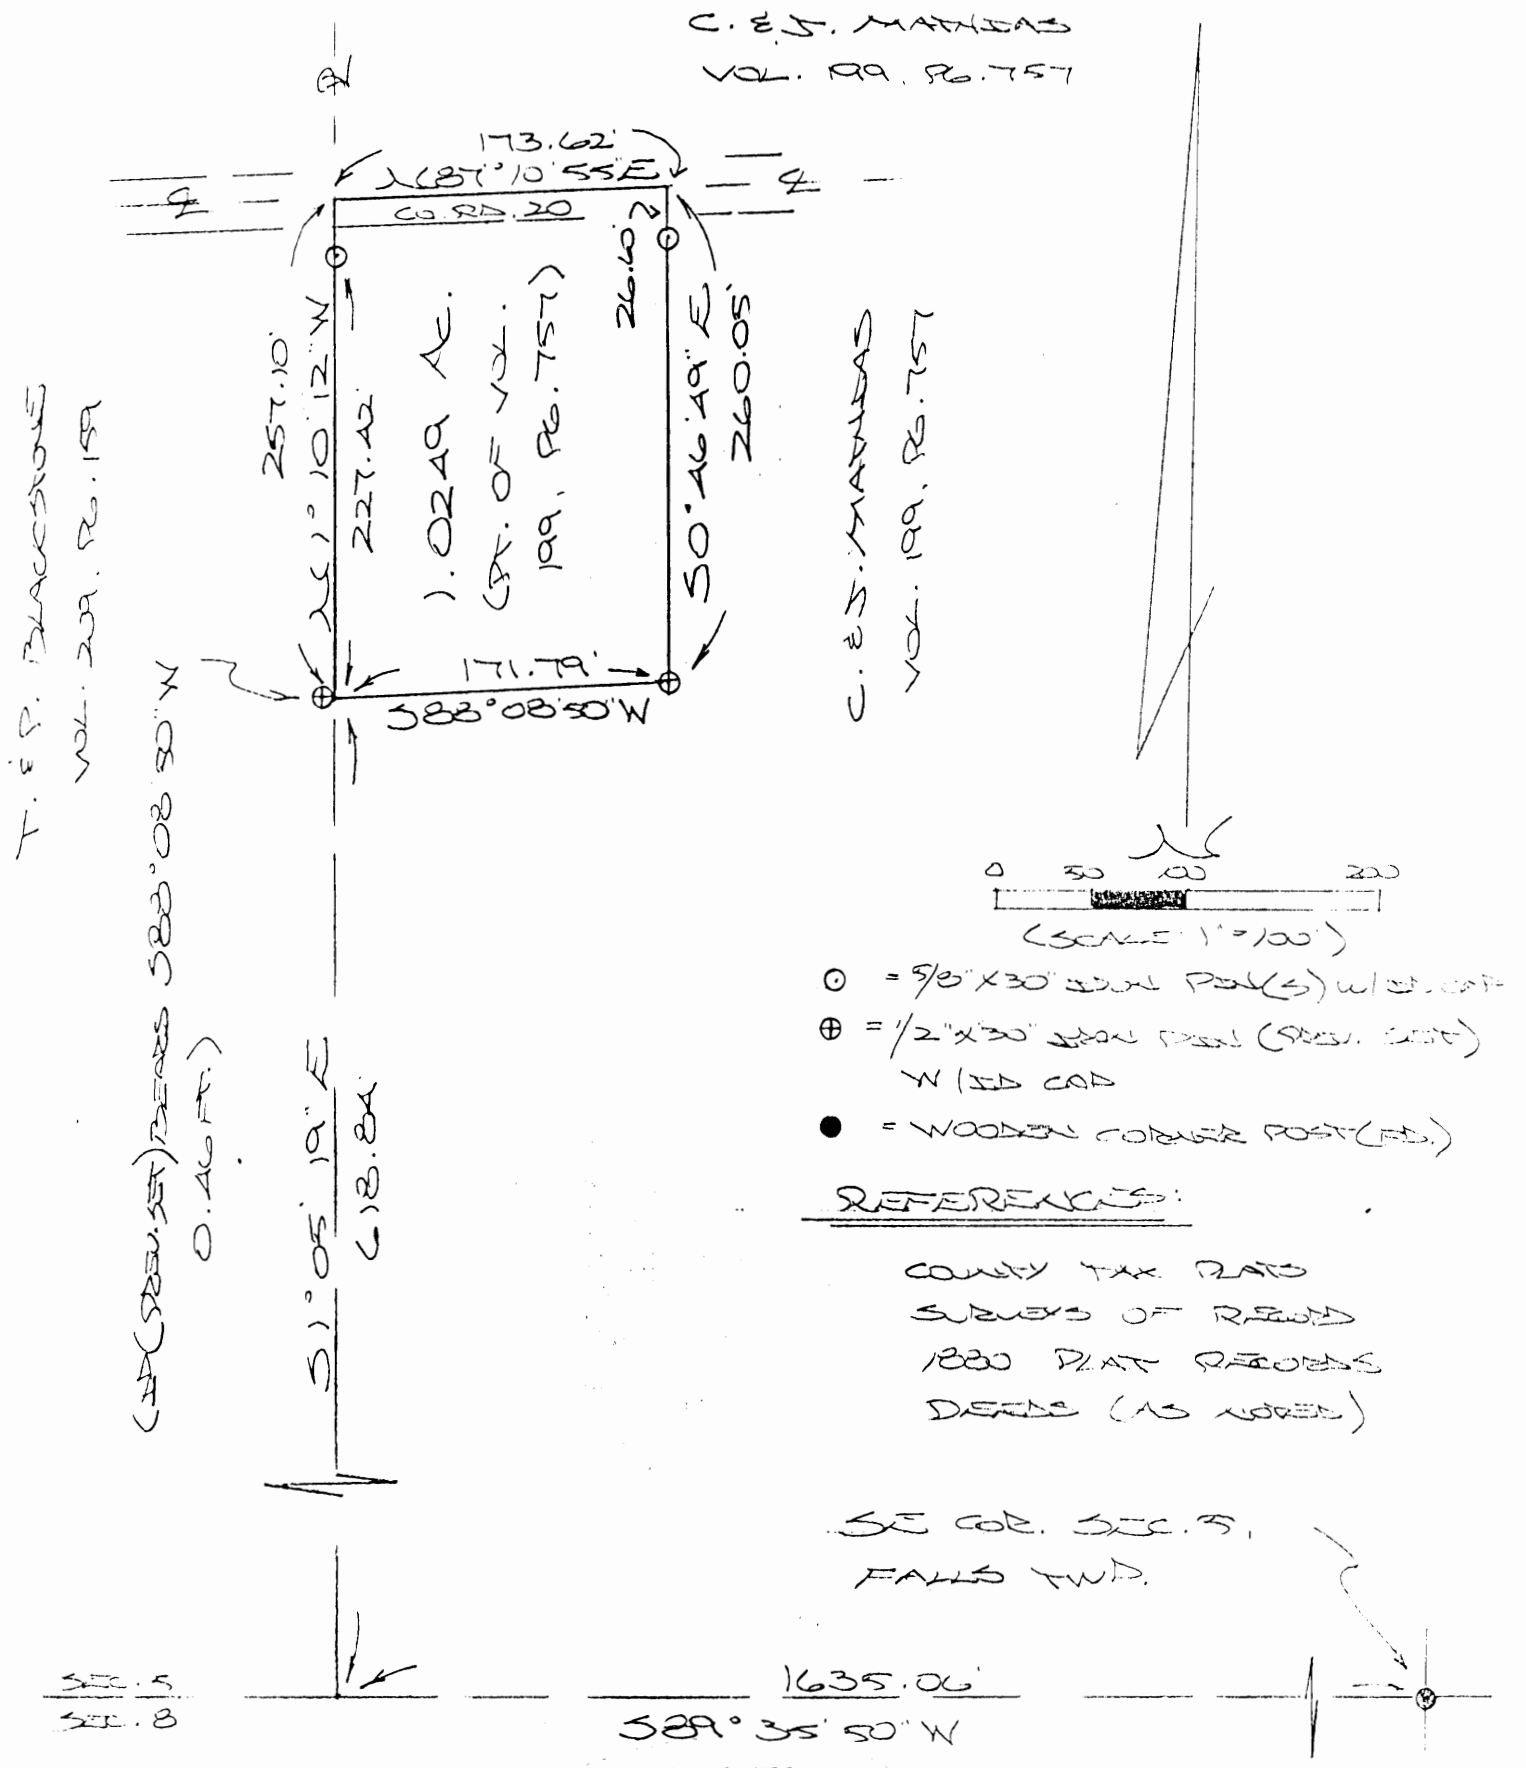 C. & J. MATHIAS
VOL. 199, PG. 757
173.62'
N87°10'55"E
CO. RD. 20
26.60'
257.10'
N1°10'12"W
227.42'
1.0249 AC.
(PT. OF VOL.
199, PG. 757)
S0°46'49"E
260.05'
C. & J. MATHIAS
VOL. 199, PG. 757
T. & P. BLACKSTONE
VOL. 209, PG. 159
171.79'
S88°08'50"W
(IP (PREV. SET) BEARS S88°08'50"W
0.46 FT.)
S1°05'19"E
618.84'
N
0 50 100 200
(SCALE 1"=100')
= 5/8"X30" IRON PIN(S) W/ID. CAP
= 1/2"X30" IRON PIN (PREV. SET)
W/ID CAP
= WOODEN CORNER POST (FD.)
REFERENCES:
COUNTY TAX PLATS
SURVEYS OF RECORD
1880 PLAT RECORDS
DEEDS (AS NOTED)
SE COR. SEC. 5,
FALLS TWP.
SEC. 5
SEC. 8
1635.06'
S89°35'50"W